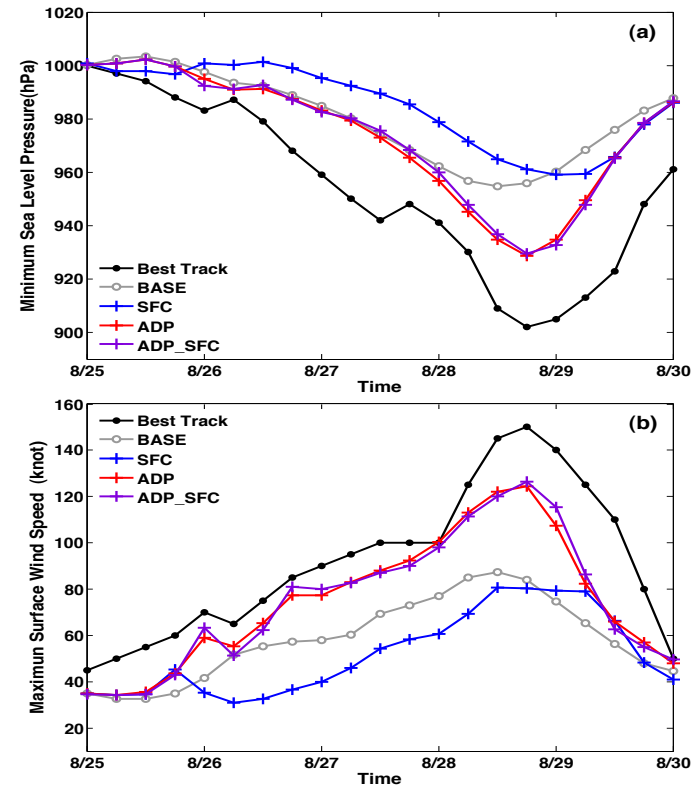 1020
(a)
1000
980
960
940
920
900
Minimum Sea Level Pressure(hPa)
Best Track
BASE
SFC
ADP
ADP_SFC
8/25 8/26 8/27 8/28 8/29 8/30
Time
160
(b)
140
120
100
80
60
40
20
Maximun Surface Wind Speed (knot)
Best Track
BASE
SFC
ADP
ADP_SFC
8/25 8/26 8/27 8/28 8/29 8/30
Time